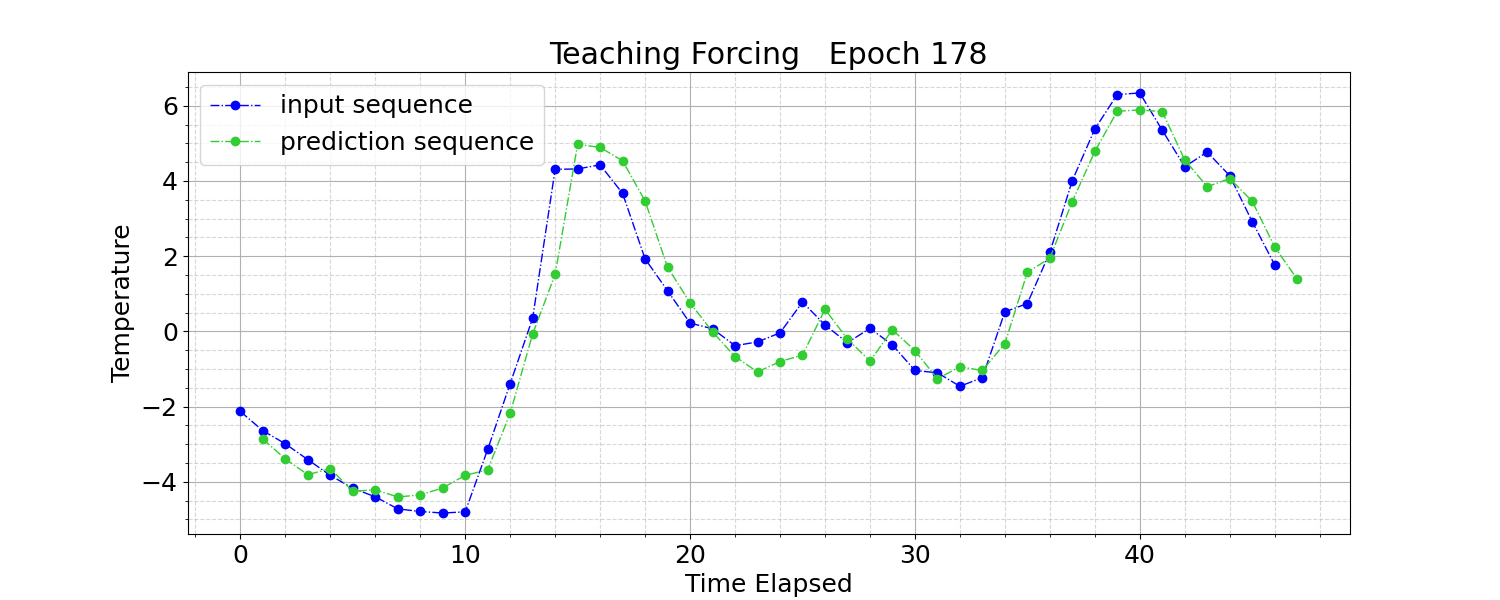 Teaching Forcing   Epoch 178
input sequence
prediction sequence
6
4
2
0
−2
−4
Temperature
0 10 20 30 40
Time Elapsed